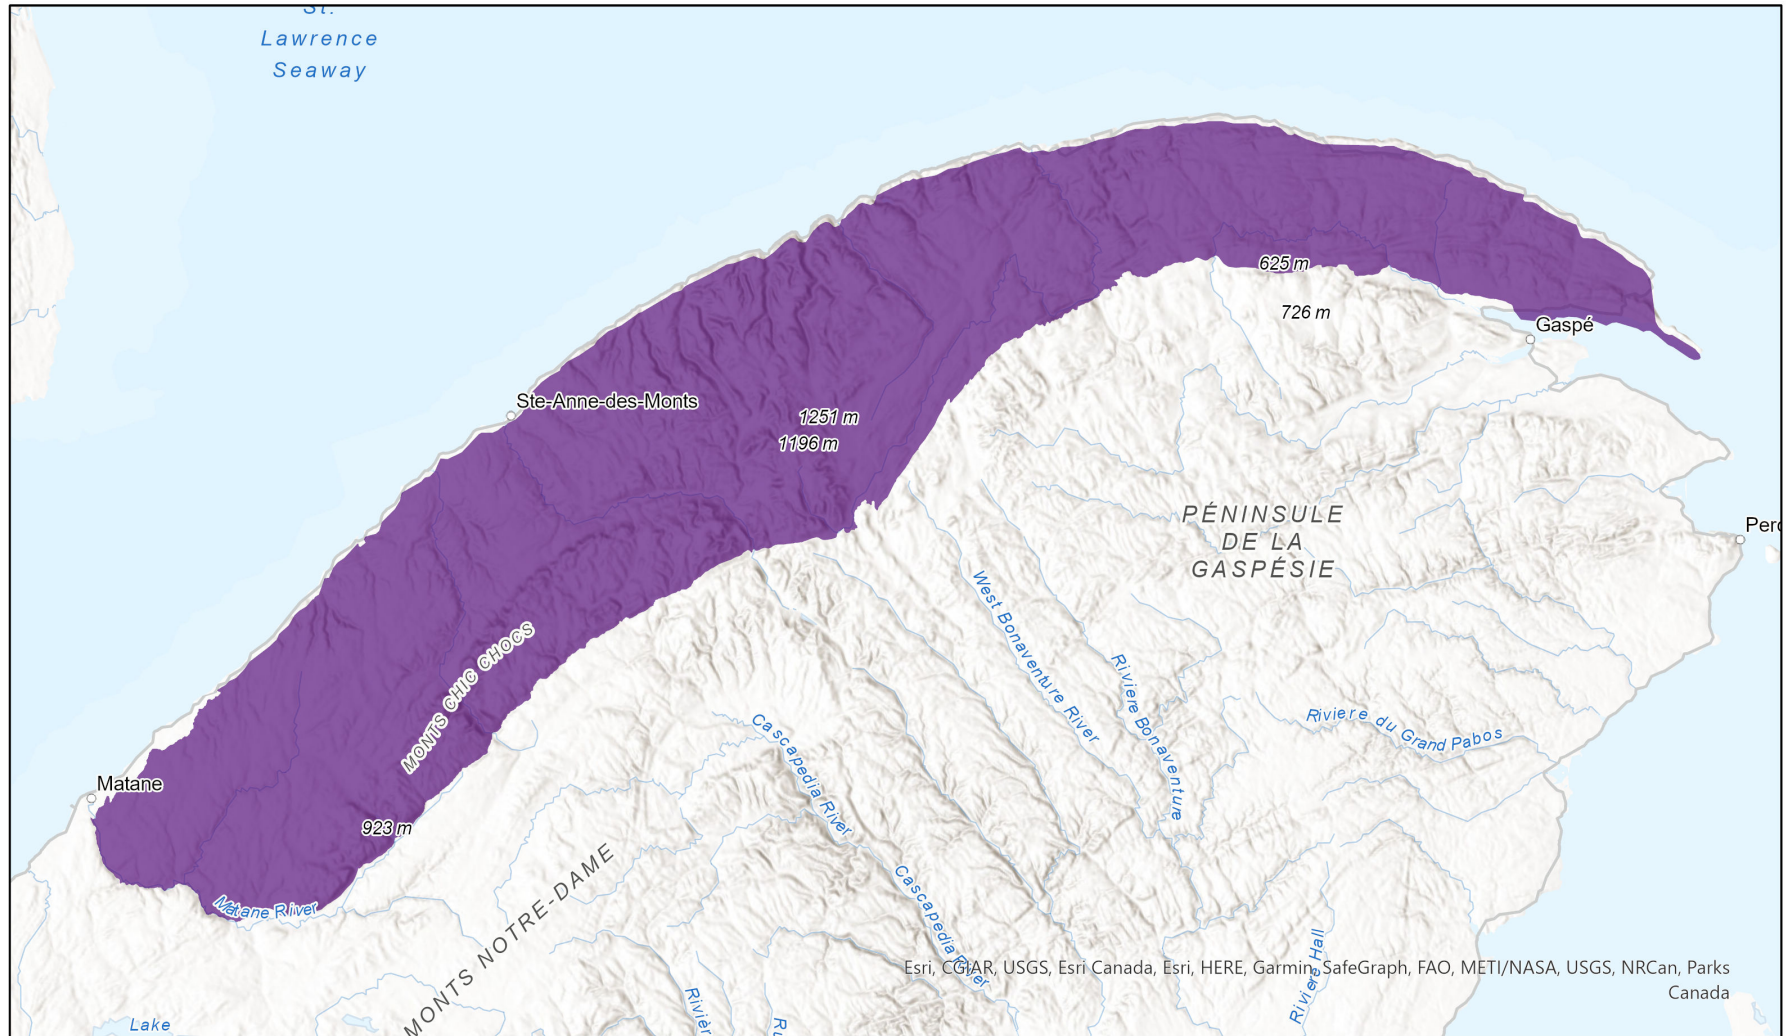 St.
Lawrence
Seaway
625 m
726 m
Gaspé
Ste-Anne-des-Monts
1251 m
1196 m
PÉNINSULE
DE LA
GASPÉSIE
West Bonaventure River
MONTS CHIC CHOCS
Riviere Bonaventure
Riviere du Grand Pabos
Cascapedia River
Matane
923 m
MONTS NOTRE-DAME
Cascapedia River
Matane River
Riviere Hall
Esri, CGIAR, USGS, Esri Canada, Esri, HERE, Garmin, SafeGraph, FAO, METI/NASA, USGS, NRCan, Parks
Canada
Lake